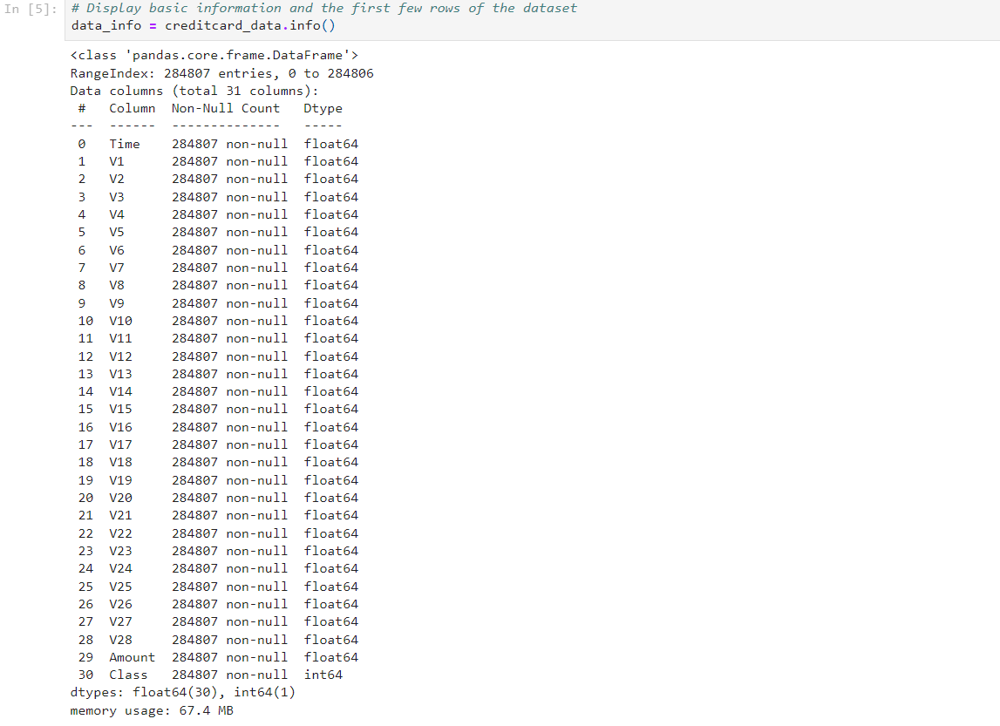 In [5]: # Display basic information and the first few rows of the dataset
data_info = creditcard_data.info()
<class 'pandas.core.frame.DataFrame'>
RangeIndex: 284807 entries, 0 to 284806
Data columns (total 31 columns):
 #   Column  Non-Null Count   Dtype
---  ------  --------------   -----
 0   Time    284807 non-null  float64
 1   V1      284807 non-null  float64
 2   V2      284807 non-null  float64
 3   V3      284807 non-null  float64
 4   V4      284807 non-null  float64
 5   V5      284807 non-null  float64
 6   V6      284807 non-null  float64
 7   V7      284807 non-null  float64
 8   V8      284807 non-null  float64
 9   V9      284807 non-null  float64
 10  V10     284807 non-null  float64
 11  V11     284807 non-null  float64
 12  V12     284807 non-null  float64
 13  V13     284807 non-null  float64
 14  V14     284807 non-null  float64
 15  V15     284807 non-null  float64
 16  V16     284807 non-null  float64
 17  V17     284807 non-null  float64
 18  V18     284807 non-null  float64
 19  V19     284807 non-null  float64
 20  V20     284807 non-null  float64
 21  V21     284807 non-null  float64
 22  V22     284807 non-null  float64
 23  V23     284807 non-null  float64
 24  V24     284807 non-null  float64
 25  V25     284807 non-null  float64
 26  V26     284807 non-null  float64
 27  V27     284807 non-null  float64
 28  V28     284807 non-null  float64
 29  Amount  284807 non-null  float64
 30  Class   284807 non-null  int64
dtypes: float64(30), int64(1)
memory usage: 67.4 MB